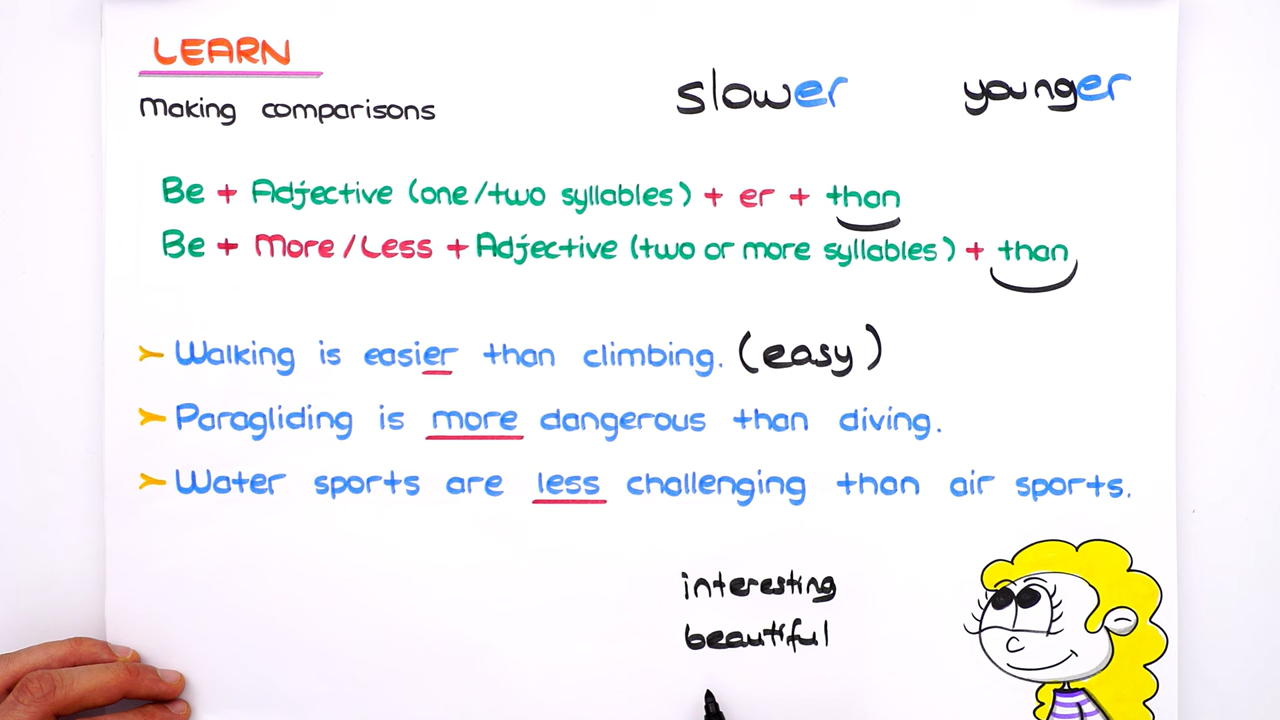 LEARN
slower younger
Making comparisons
Be + Adjective (one/two syllables) + er + than
Be + More/Less + Adjective (two or more syllables) + than
➤ Walking is easier than climbing. (easy)
➤ Paragliding is more dangerous than diving.
➤ Water sports are less challenging than air sports.
interesting
beautiful